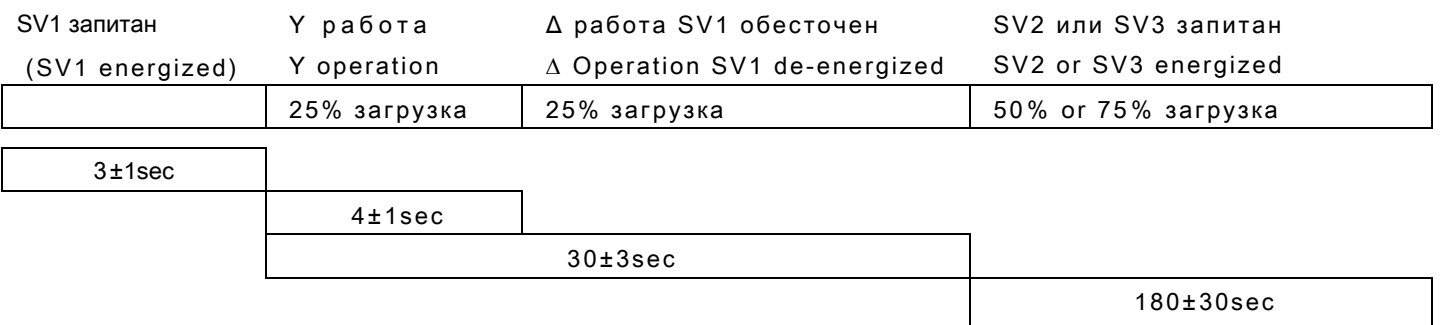 SV1 запитан Y работа Δ работа SV1 обесточен SV2 или SV3 запитан
(SV1 energized) Y operation Δ Operation SV1 de-energized SV2 or SV3 energized
25% загрузка 25% загрузка 50% or 75% загрузка
3±1sec
4±1sec
30±3sec
180±30sec